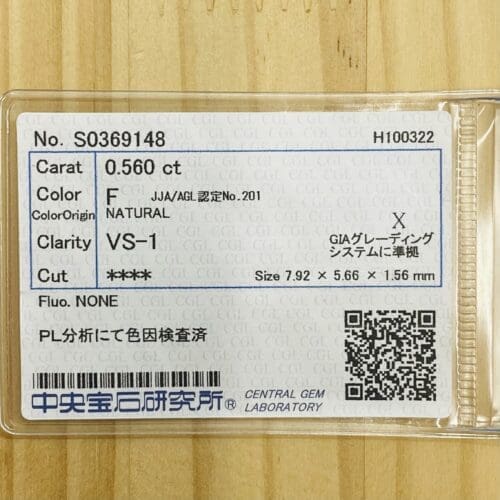 No. S0369148 H100322
Carat 0.560 ct
Color F JJA/AGL認定No.201
ColorOrigin NATURAL
X
Clarity VS-1 GIAグレーディング
システムに準拠
Cut **** Size 7.92 × 5.66 × 1.56 mm
Fluo. NONE
PL分析にて色因検査済
中央宝石研究所® CENTRAL GEM
LABORATORY